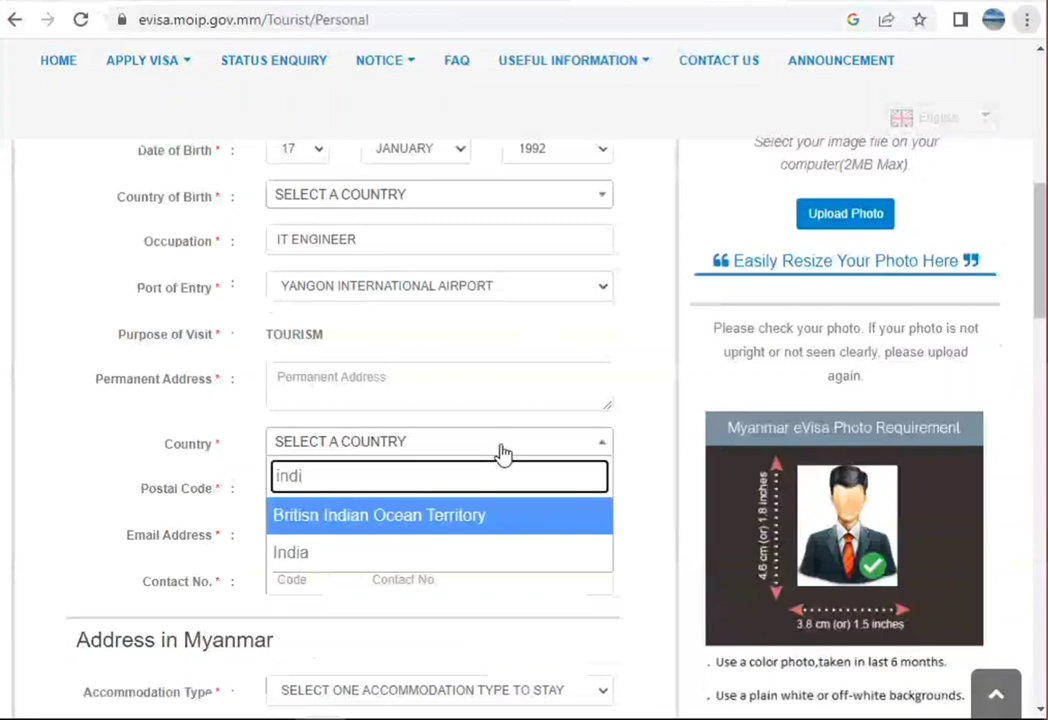 evisa.moip.gov.mm/Tourist/Personal
HOME APPLY VISA STATUS ENQUIRY NOTICE FAQ USEFUL INFORMATION CONTACT US ANNOUNCEMENT
English
Date of Birth * : 17 JANUARY 1992
Country of Birth * : SELECT A COUNTRY
Occupation * : IT ENGINEER
Port of Entry * : YANGON INTERNATIONAL AIRPORT
Purpose of Visit * : TOURISM
Permanent Address * : Permanent Address
Country * SELECT A COUNTRY
indi
Postal Code * :
British Indian Ocean Territory
Email Address * :
India
Contact No. * : Code Contact No.
Address in Myanmar
Accommodation Type * : SELECT ONE ACCOMMODATION TYPE TO STAY
Select your image file on your
computer(2MB Max).
Upload Photo
❝ Easily Resize Your Photo Here ❞
Please check your photo. If your photo is not
upright or not seen clearly, please upload
again.
Myanmar eVisa Photo Requirement
4.6 cm (or) 1.8 inches
3.8 cm (or) 1.5 inches
. Use a color photo,taken in last 6 months.
. Use a plain white or off-white backgrounds.